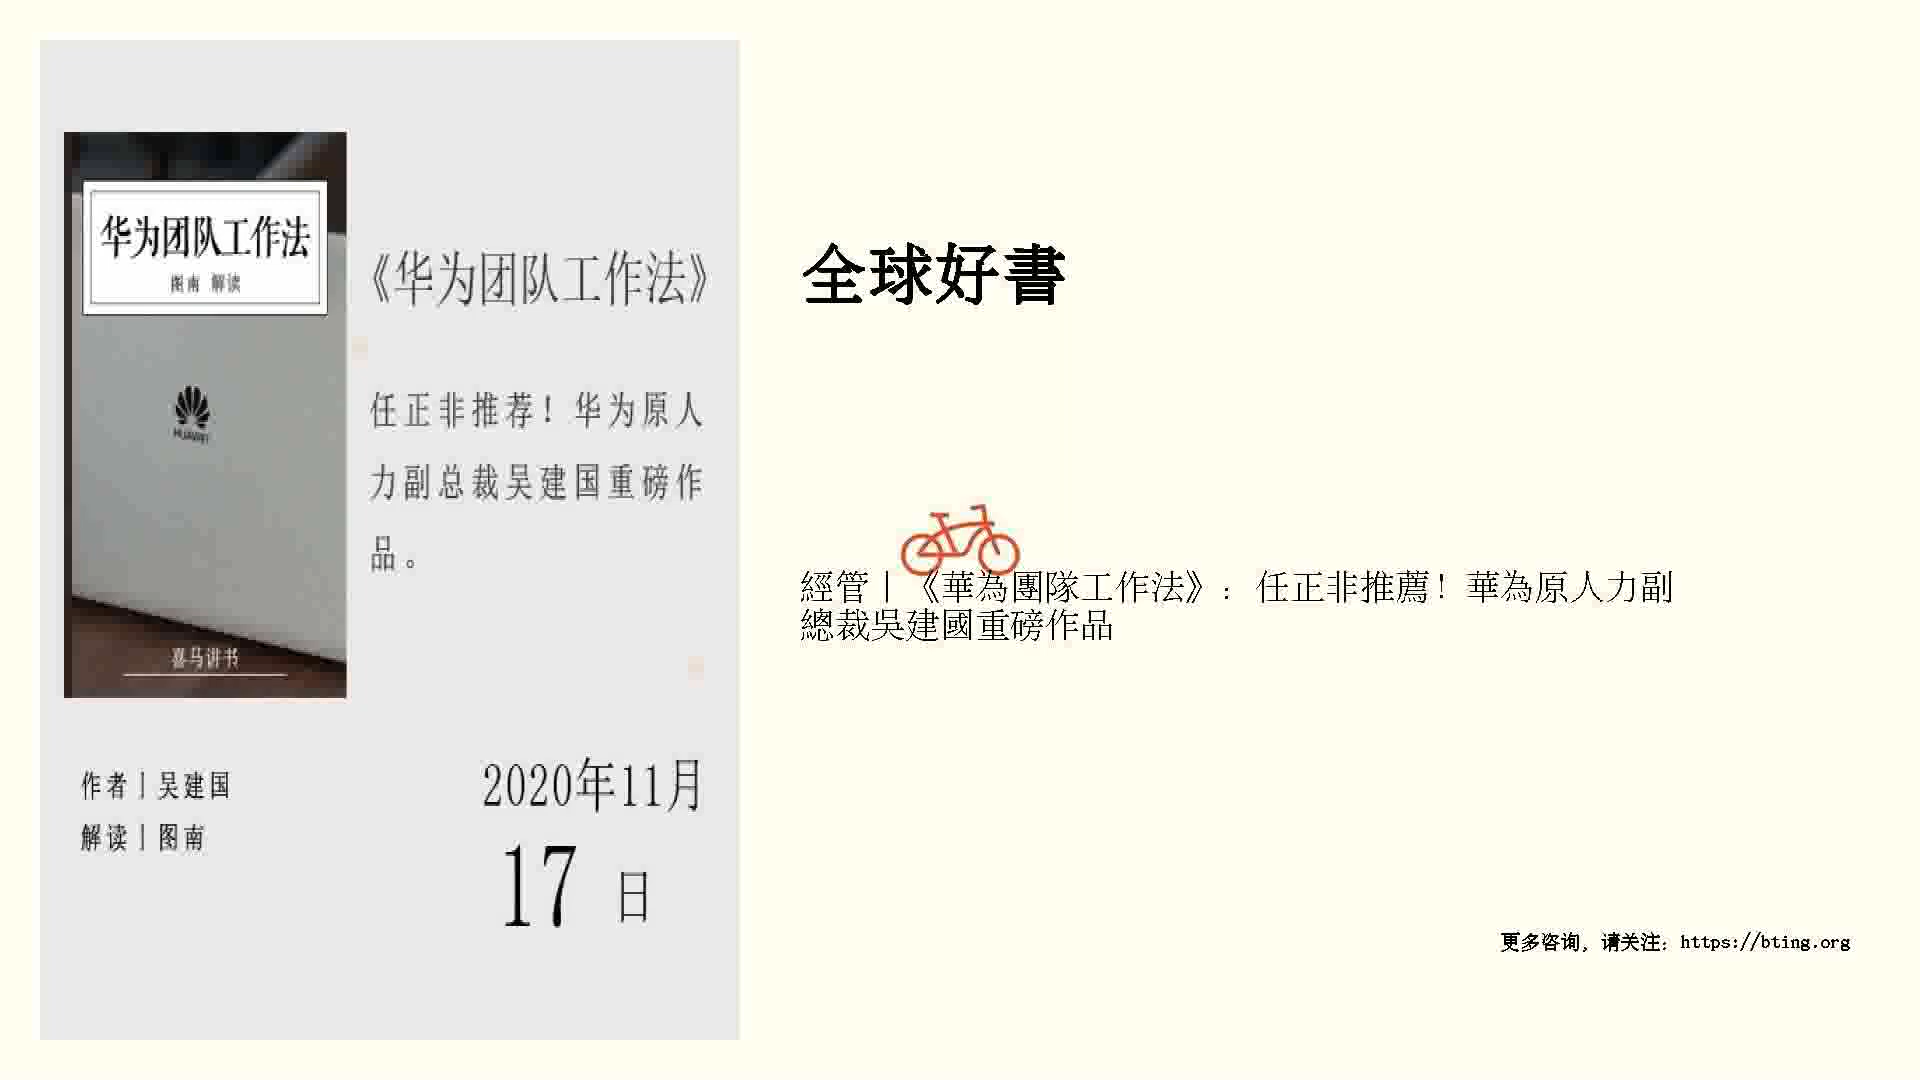 华为团队工作法
图南 解读
HUAWEI
喜马讲书
《华为团队工作法》
任正非推荐！华为原人
力副总裁吴建国重磅作
品。
作者丨吴建国
解读丨图南
2020年11月
17 日
全球好書
經管丨《華為團隊工作法》：任正非推薦！華為原人力副
總裁吳建國重磅作品
更多咨询，请关注：https://bting.org